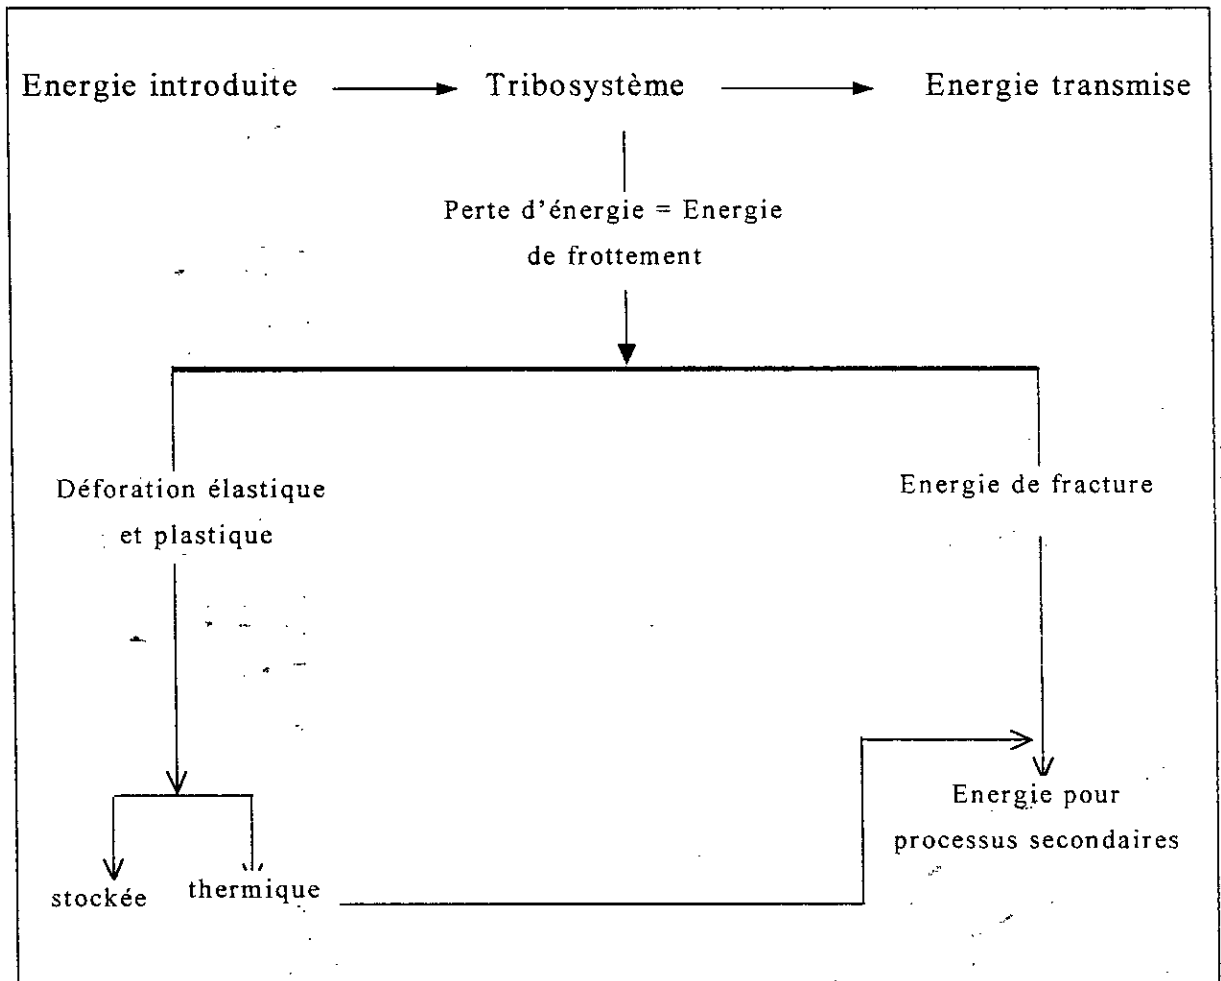 Energie introduite Tribosystème Energie transmise
Perte d'énergie = Energie
de frottement
Déforation élastique
et plastique
Energie de fracture
Energie pour
processus secondaires
stockée
thermique